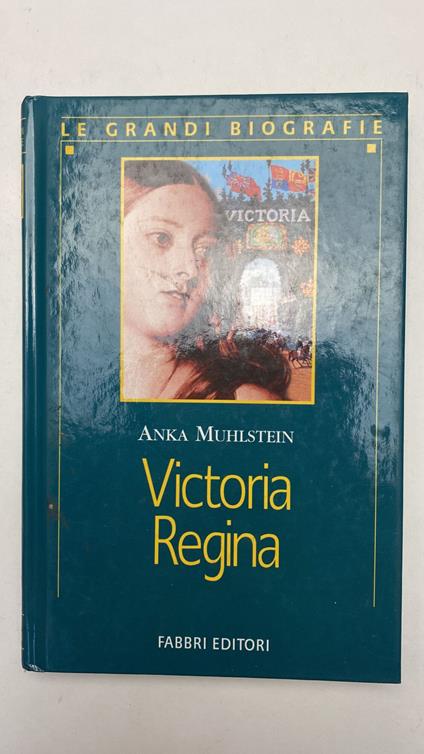 LE GRANDI BIOGRAFIE
VICTORIA
ANKA MUHLSTEIN
Victoria
Regina
FABBRI EDITORI